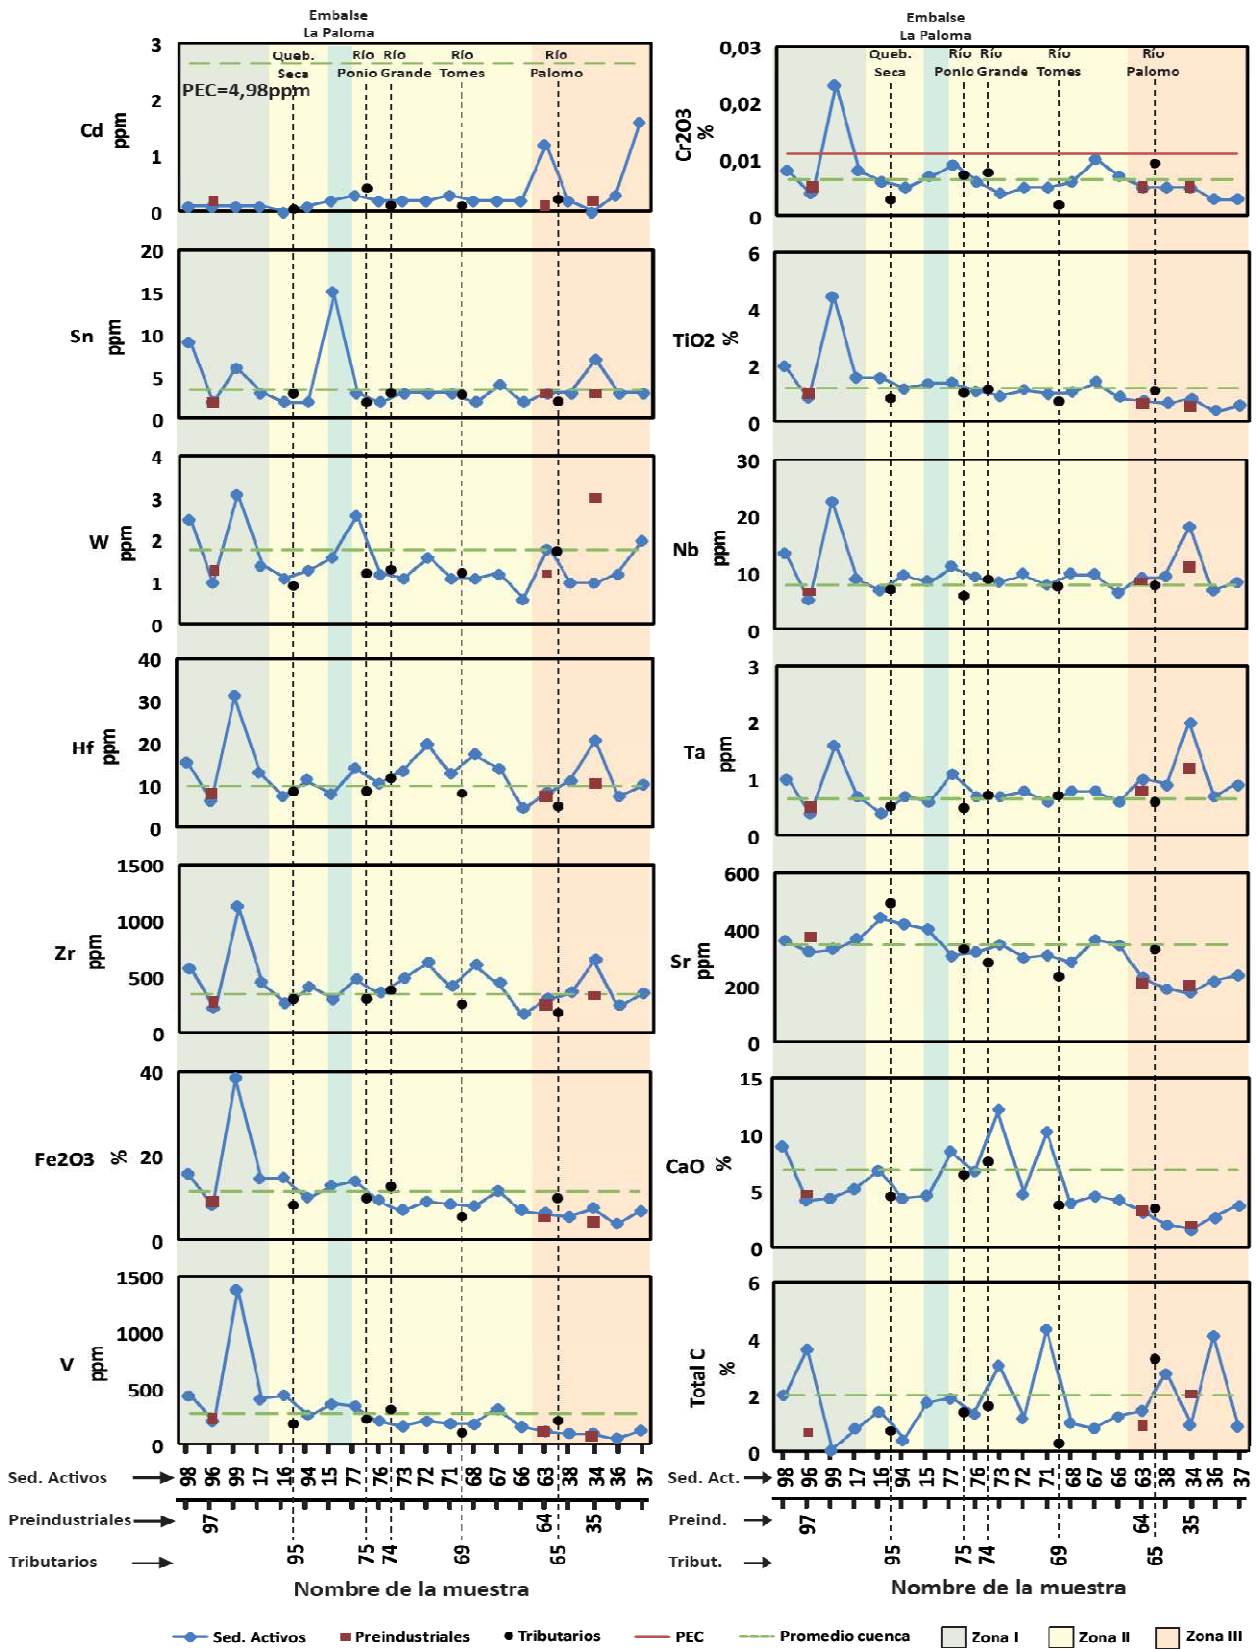 Embalse
La Paloma
Queb.
Seca
Río
Ponio
Río
Grande
Río
Tomes
Río
Palomo
3
2
1
0
Cd
ppm
PEC=4,98ppm
20
15
10
5
0
Sn
ppm
4
3
2
1
0
W
ppm
40
30
20
10
0
Hf
ppm
1500
1000
500
0
Zr
ppm
40
20
0
Fe2O3 %
1500
1000
500
0
V
ppm
Sed. Activos
98 96 99 17 16 94 15 77 76 73 72 71 68 67 66 63 38 34 36 37
Preindustriales
97 64 35
Tributarios
95 75 74 69 65
Nombre de la muestra
Embalse
La Paloma
Queb.
Seca
Río
Ponio
Río
Grande
Río
Tomes
Río
Palomo
0,03
0,02
0,01
0
Cr2O3
%
6
4
2
0
TiO2 %
30
20
10
0
Nb
ppm
3
2
1
0
Ta
ppm
600
400
200
0
Sr
ppm
15
10
5
0
CaO %
6
4
2
0
Total C
%
Sed. Act.
98 96 99 17 16 94 15 77 76 73 72 71 68 67 66 63 38 34 36 37
Preind.
97 64 35
Tribut.
95 75 74 69 65
Nombre de la muestra
Sed. Activos Preindustriales Tributarios PEC Promedio cuenca Zona I Zona II Zona III